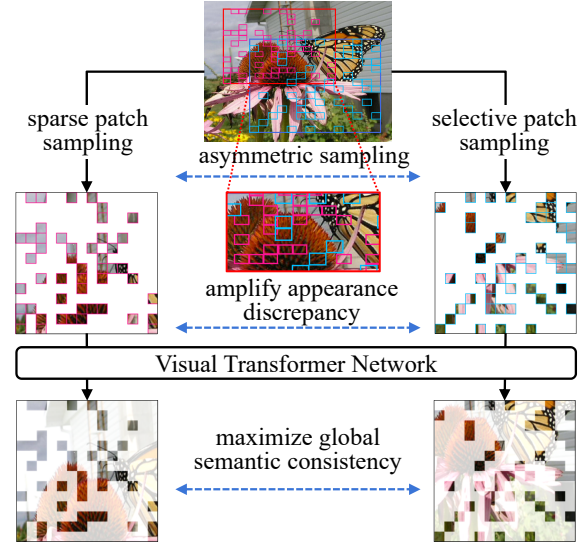 sparse patch
sampling
selective patch
sampling
asymmetric sampling
amplify appearance
discrepancy
Visual Transformer Network
maximize global
semantic consistency